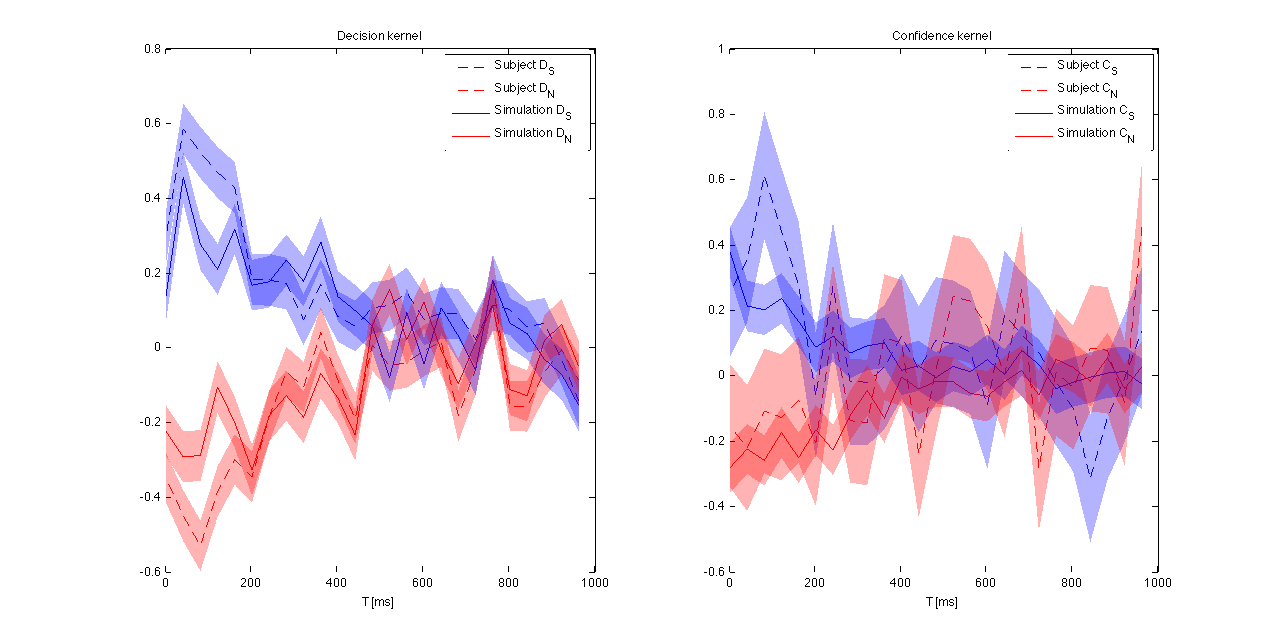 Decision kernel
0.8
0.6
0.4
0.2
0
-0.2
-0.4
-0.6
0
200
400
600
800
1000
T [ms]
Subject D_S
Subject D_N
Simulation D_S
Simulation D_N
Confidence kernel
1
0.8
0.6
0.4
0.2
0
-0.2
-0.4
-0.6
0
200
400
600
800
1000
T [ms]
Subject C_S
Subject C_N
Simulation C_S
Simulation C_N